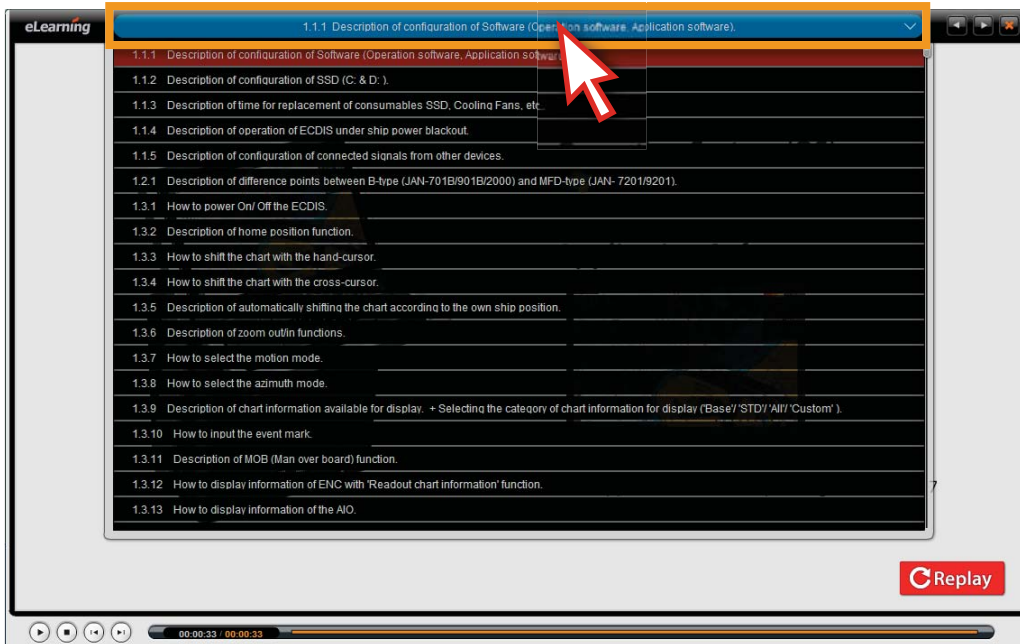 eLearning
1.1.1 Description of configuration of Software (Operation software, Application software).
1.1.1 Description of configuration of Software (Operation software, Application software
1.1.2 Description of configuration of SSD (C: & D: ).
1.1.3 Description of time for replacement of consumables SSD, Cooling Fans, etc..
1.1.4 Description of operation of ECDIS under ship power blackout.
1.1.5 Description of configuration of connected signals from other devices.
1.2.1 Description of difference points between B-type (JAN-701B/901B/2000) and MFD-type (JAN- 7201/9201).
1.3.1 How to power On/ Off the ECDIS.
1.3.2 Description of home position function.
1.3.3 How to shift the chart with the hand-cursor.
1.3.4 How to shift the chart with the cross-cursor.
1.3.5 Description of automatically shifting the chart according to the own ship position.
1.3.6 Description of zoom out/in functions.
1.3.7 How to select the motion mode.
1.3.8 How to select the azimuth mode.
1.3.9 Description of chart information available for display. + Selecting the category of chart information for display ('Base'/ 'STD'/ 'All'/ 'Custom' ).
1.3.10 How to input the event mark.
1.3.11 Description of MOB (Man over board) function.
1.3.12 How to display information of ENC with 'Readout chart information' function.
7
1.3.13 How to display information of the AIO.
Replay
00:00:33 / 00:00:33